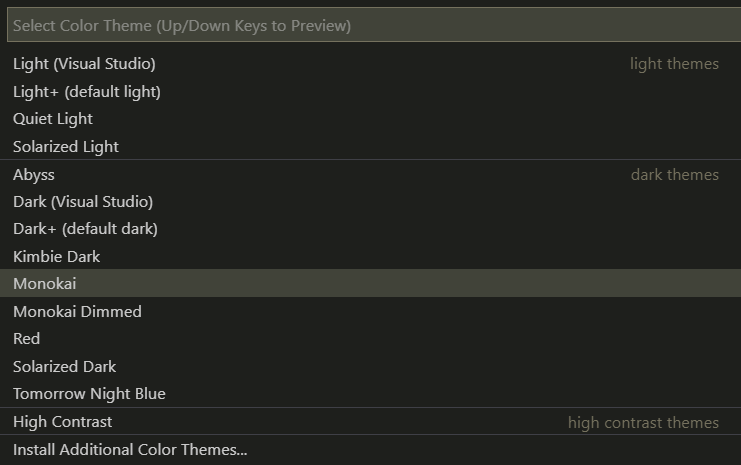 Select Color Theme (Up/Down Keys to Preview)
Light (Visual Studio) light themes
Light+ (default light)
Quiet Light
Solarized Light
Abyss dark themes
Dark (Visual Studio)
Dark+ (default dark)
Kimbie Dark
Monokai
Monokai Dimmed
Red
Solarized Dark
Tomorrow Night Blue
High Contrast high contrast themes
Install Additional Color Themes...